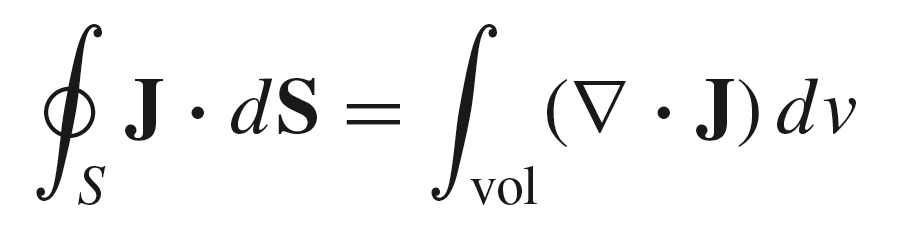 ∮_S 𝐉 · d𝐒 = ∫_vol (∇ · 𝐉) dv